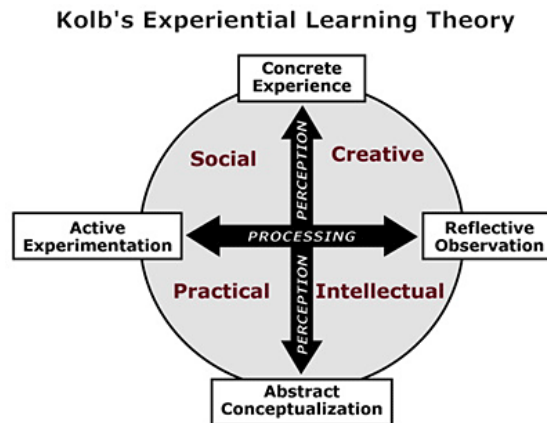 Kolb's Experiential Learning Theory
Concrete
Experience
Social
Creative
PERCEPTION
Active
Experimentation
PROCESSING
Reflective
Observation
Practical
Intellectual
PERCEPTION
Abstract
Conceptualization